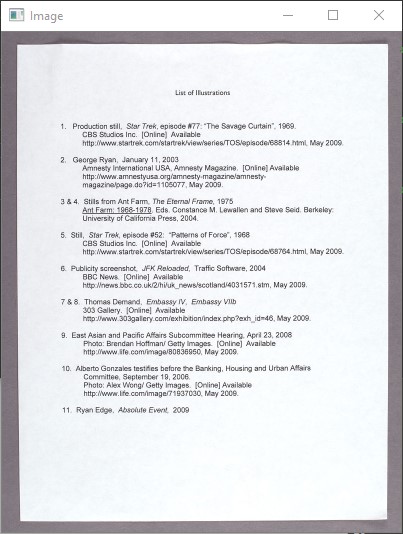 Image
List of Illustrations
1. Production still, Star Trek, episode #77: "The Savage Curtain", 1969.
CBS Studios Inc. [Online] Available
http://www.startrek.com/startrek/view/series/TOS/episode/68814.html, May 2009.
2. George Ryan, January 11, 2003
Amnesty International USA, Amnesty Magazine. [Online] Available
http://www.amnestyusa.org/amnesty-magazine/amnesty-
magazine/page.do?id=1105077, May 2009.
3 & 4. Stills from Ant Farm, The Eternal Frame, 1975
Ant Farm: 1968-1978. Eds. Constance M. Lewallen and Steve Seid. Berkeley:
University of California Press, 2004.
5. Still, Star Trek, episode #52: "Patterns of Force", 1968
CBS Studios Inc. [Online] Available
http://www.startrek.com/startrek/view/series/TOS/episode/68764.html, May 2009.
6. Publicity screenshot, JFK Reloaded, Traffic Software, 2004
BBC News. [Online] Available
http://news.bbc.co.uk/2/hi/uk_news/scotland/4031571.stm, May 2009.
7 & 8. Thomas Demand, Embassy IV, Embassy VIIb
303 Gallery. [Online] Available
http://www.303gallery.com/exhibition/index.php?exh_id=46, May 2009.
9. East Asian and Pacific Affairs Subcommittee Hearing, April 23, 2008
Photo: Brendan Hoffman/ Getty Images. [Online] Available
http://www.life.com/image/80836950, May 2009.
10. Alberto Gonzales testifies before the Banking, Housing and Urban Affairs
Committee, September 19, 2006.
Photo: Alex Wong/ Getty Images. [Online] Available
http://www.life.com/image/71937030, May 2009.
11. Ryan Edge, Absolute Event, 2009